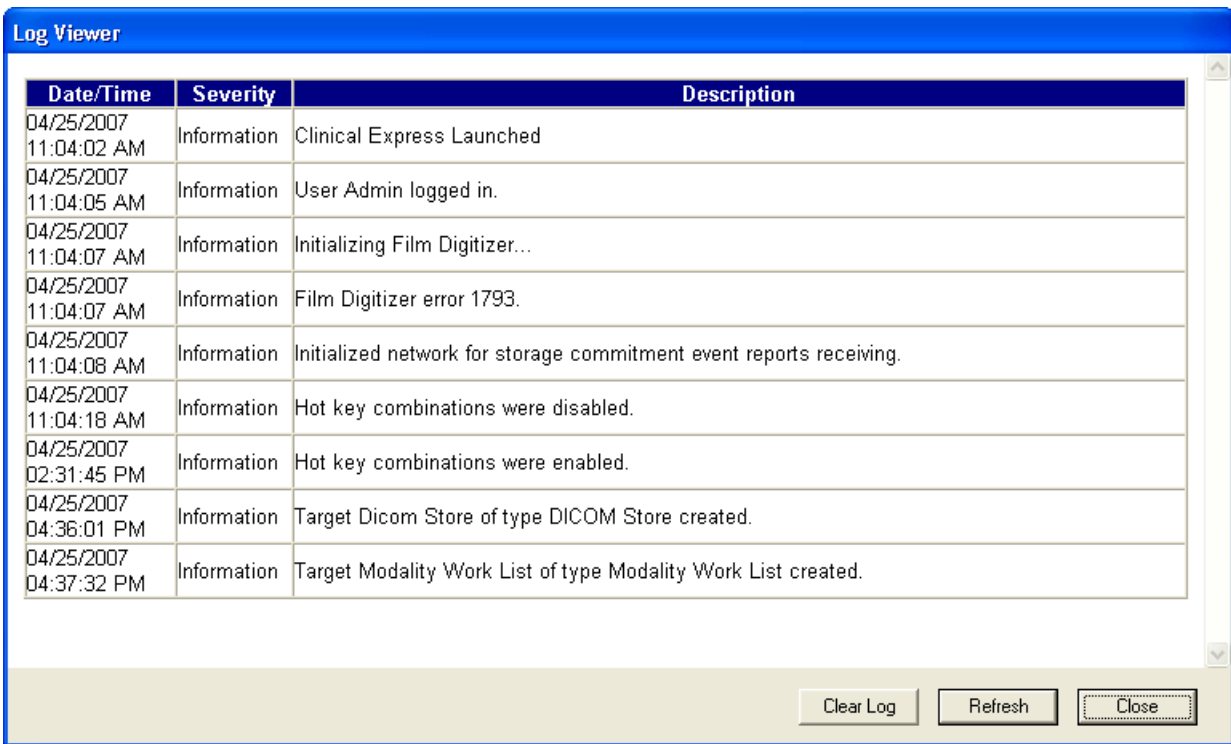 Log Viewer
Date/Time Severity Description
04/25/2007
11:04:02 AM Information Clinical Express Launched
04/25/2007
11:04:05 AM Information User Admin logged in.
04/25/2007
11:04:07 AM Information Initializing Film Digitizer...
04/25/2007
11:04:07 AM Information Film Digitizer error 1793.
04/25/2007
11:04:08 AM Information Initialized network for storage commitment event reports receiving.
04/25/2007
11:04:18 AM Information Hot key combinations were disabled.
04/25/2007
02:31:45 PM Information Hot key combinations were enabled.
04/25/2007
04:36:01 PM Information Target Dicom Store of type DICOM Store created.
04/25/2007
04:37:32 PM Information Target Modality Work List of type Modality Work List created.
Clear Log Refresh Close